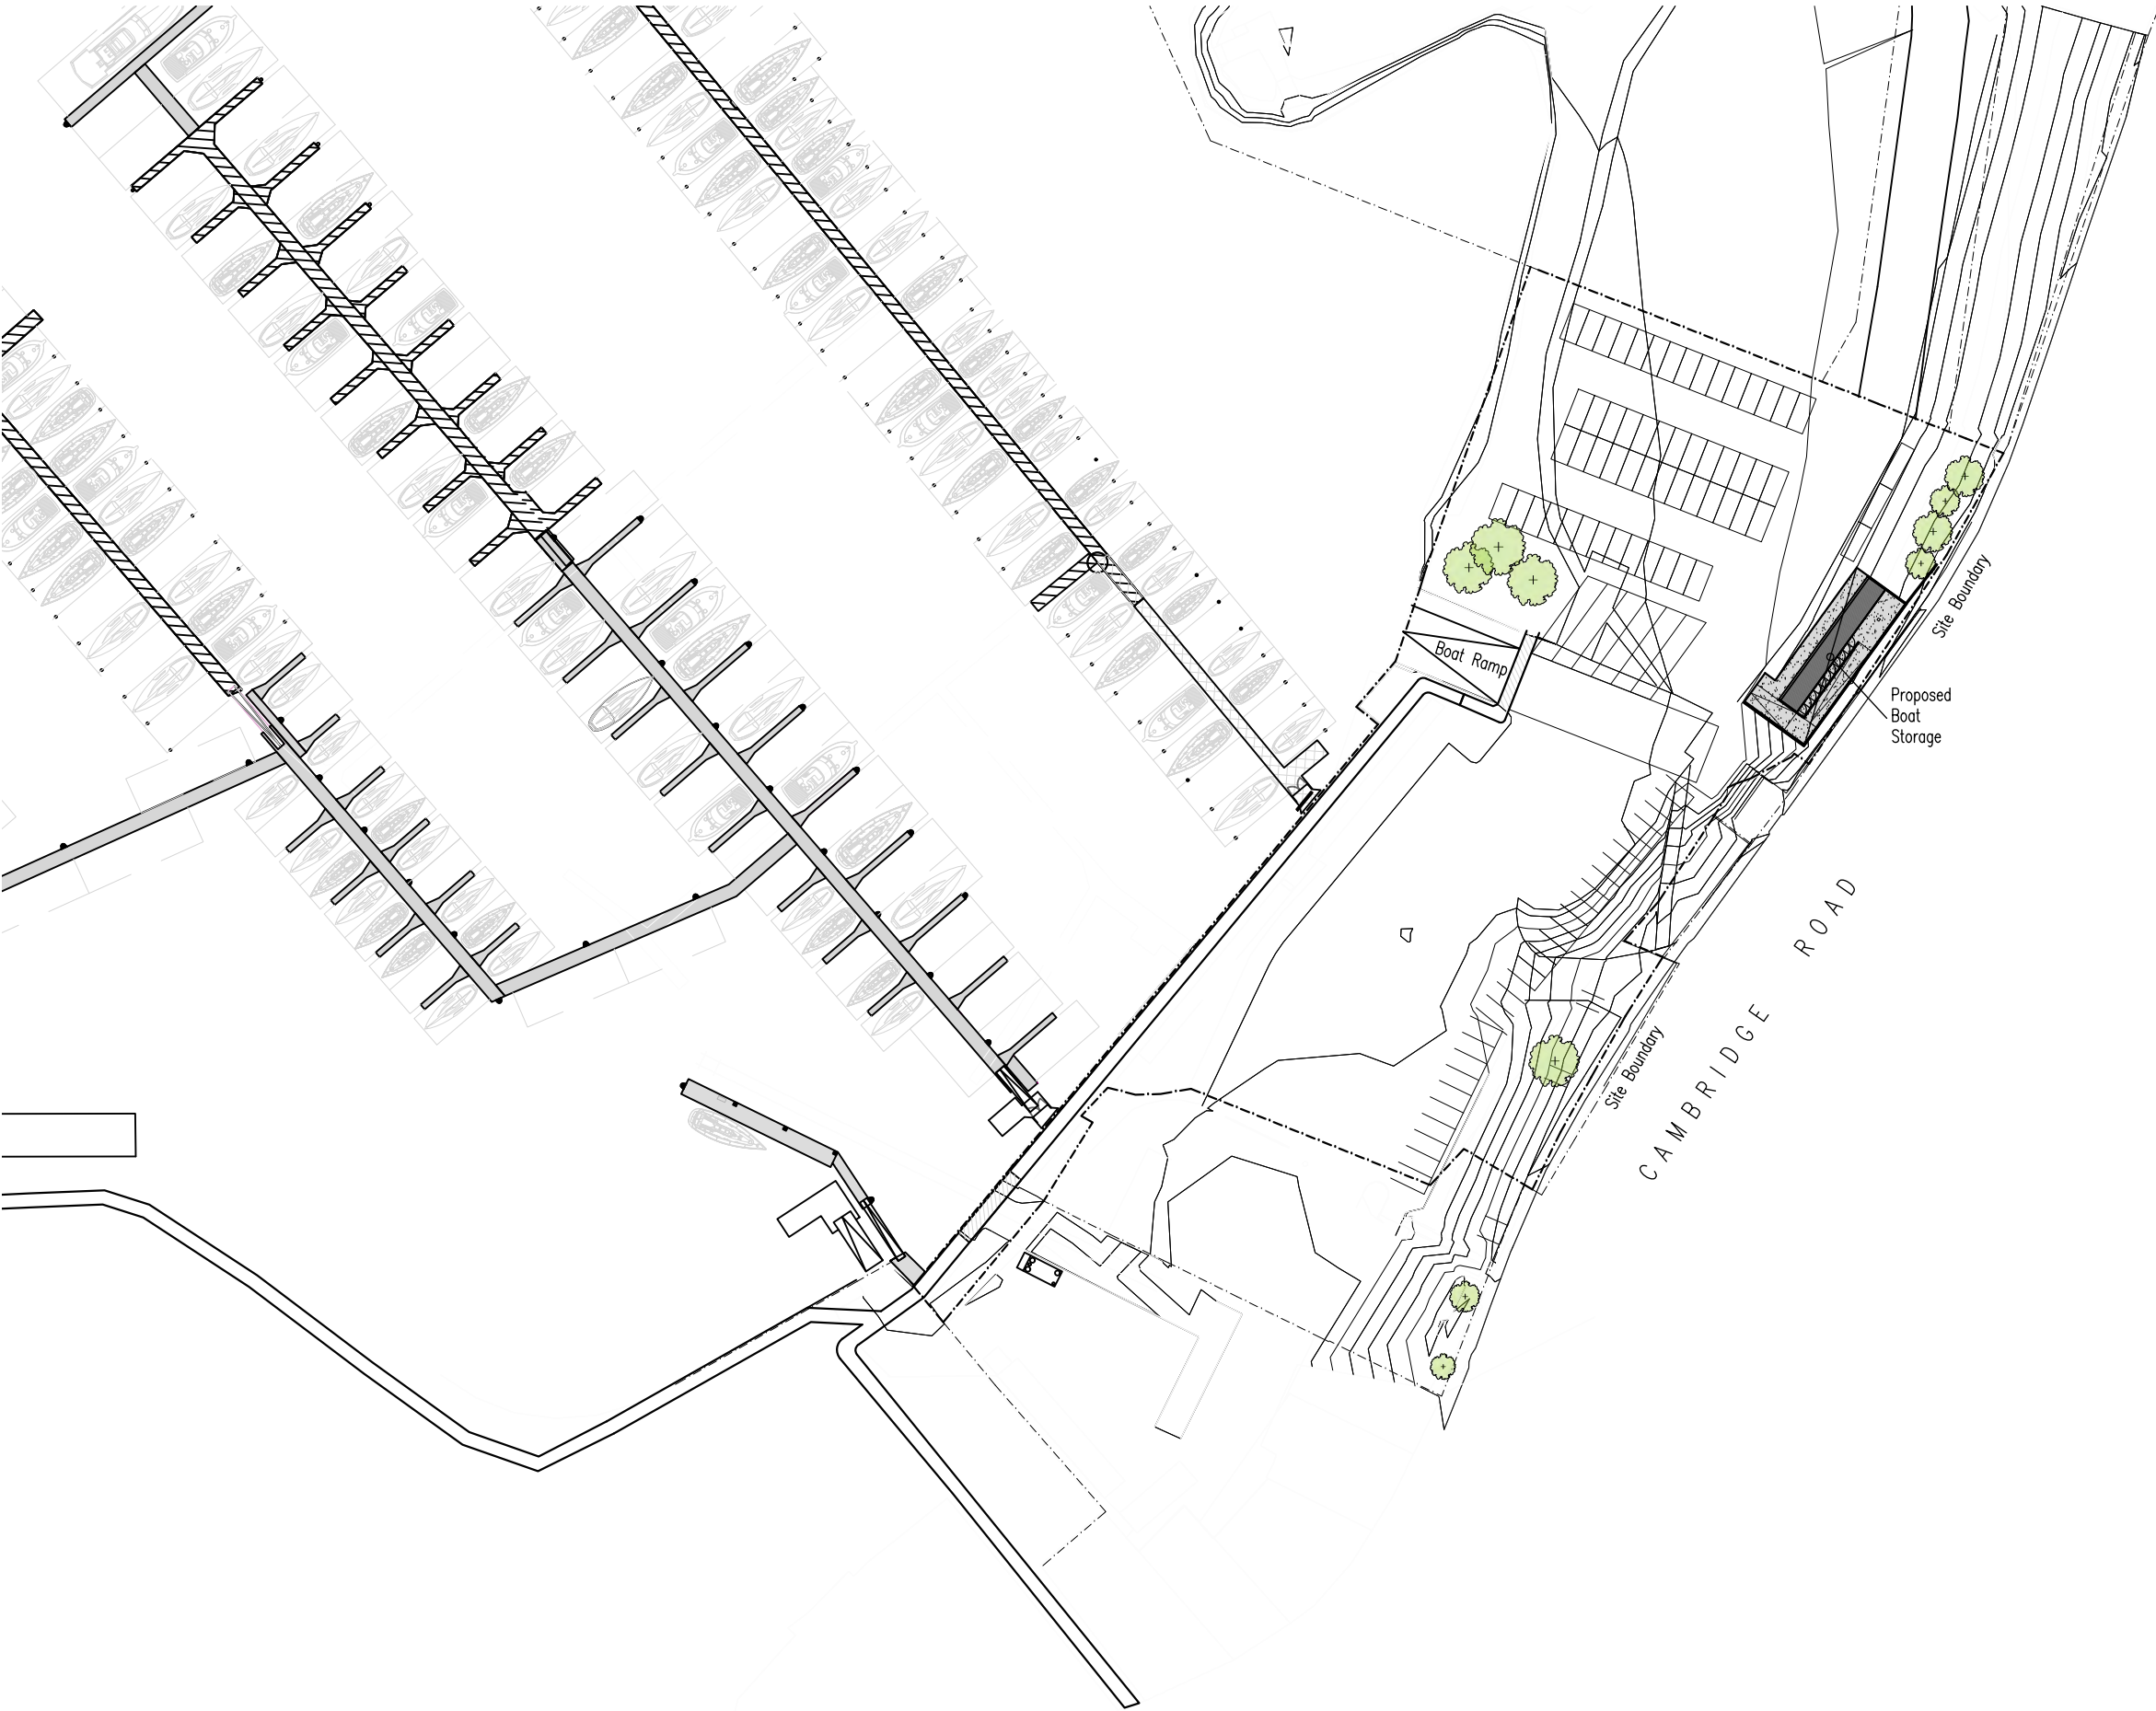 Boat Ramp
Site Boundary
Proposed
Boat
Storage
Site Boundary
CAMBRIDGE ROAD